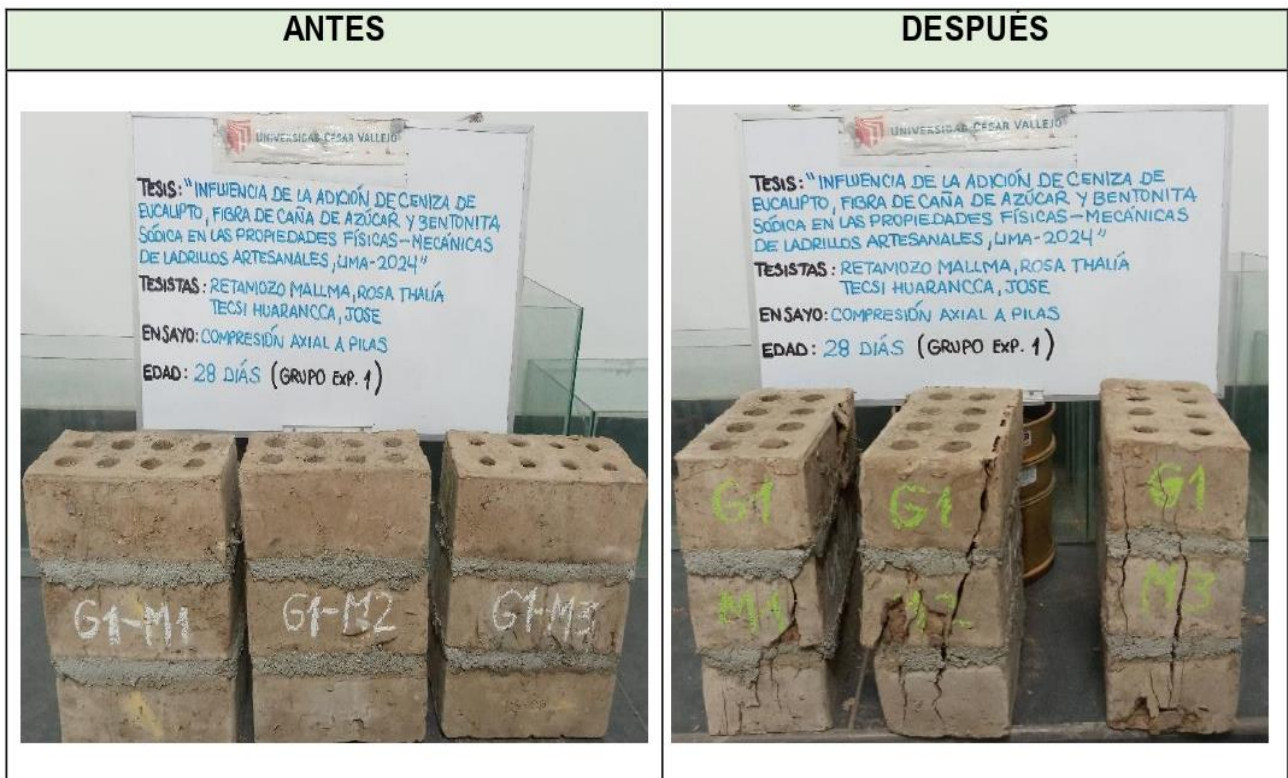 ANTES
DESPUÉS
UNIVERSIDAD CÉSAR VALLEJO
TESIS: "INFLUENCIA DE LA ADICIÓN DE CENIZA DE
EUCALIPTO, FIBRA DE CAÑA DE AZÚCAR Y BENTONITA
SÓDICA EN LAS PROPIEDADES FÍSICAS-MECÁNICAS
DE LADRILLOS ARTESANALES, LIMA-2024"
TESISTAS: RETAMOZO MALLMA, ROSA THALÍA
TECSI HUARANCCA, JOSE
ENSAYO: COMPRESIÓN AXIAL A PILAS
EDAD: 28 DIÁS (GRUPO EXP. 1)
G1-M1
G1-M2
G1-M3
UNIVERSIDAD CÉSAR VALLEJO
TESIS: "INFLUENCIA DE LA ADICIÓN DE CENIZA DE
EUCALIPTO, FIBRA DE CAÑA DE AZÚCAR Y BENTONITA
SÓDICA EN LAS PROPIEDADES FÍSICAS-MECÁNICAS
DE LADRILLOS ARTESANALES, LIMA-2024"
TESISTAS: RETAMOZO MALLMA, ROSA THALÍA
TECSI HUARANCCA, JOSE
ENSAYO: COMPRESIÓN AXIAL A PILAS
EDAD: 28 DIÁS (GRUPO EXP. 1)
G1
G1
G1
M1
M2
M3